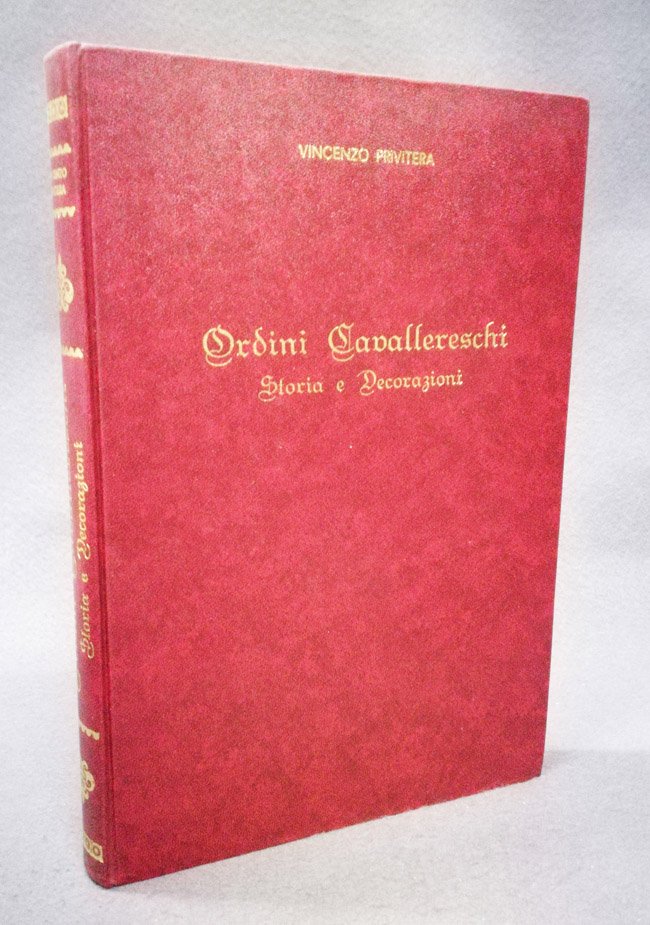 VINCENZO PRIVITERA
Ordini Cavallereschi
Storia e Decorazioni
Storia e Decorazioni